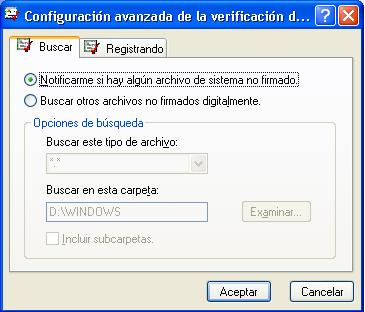 Configuración avanzada de la verificación d...
Buscar
Registrando
Notificarme si hay algún archivo de sistema no firmado.
Buscar otros archivos no firmados digitalmente.
Opciones de búsqueda
Buscar este tipo de archivo:
*.*
Buscar en esta carpeta:
D:\WINDOWS
Examinar...
Incluir subcarpetas.
Aceptar
Cancelar